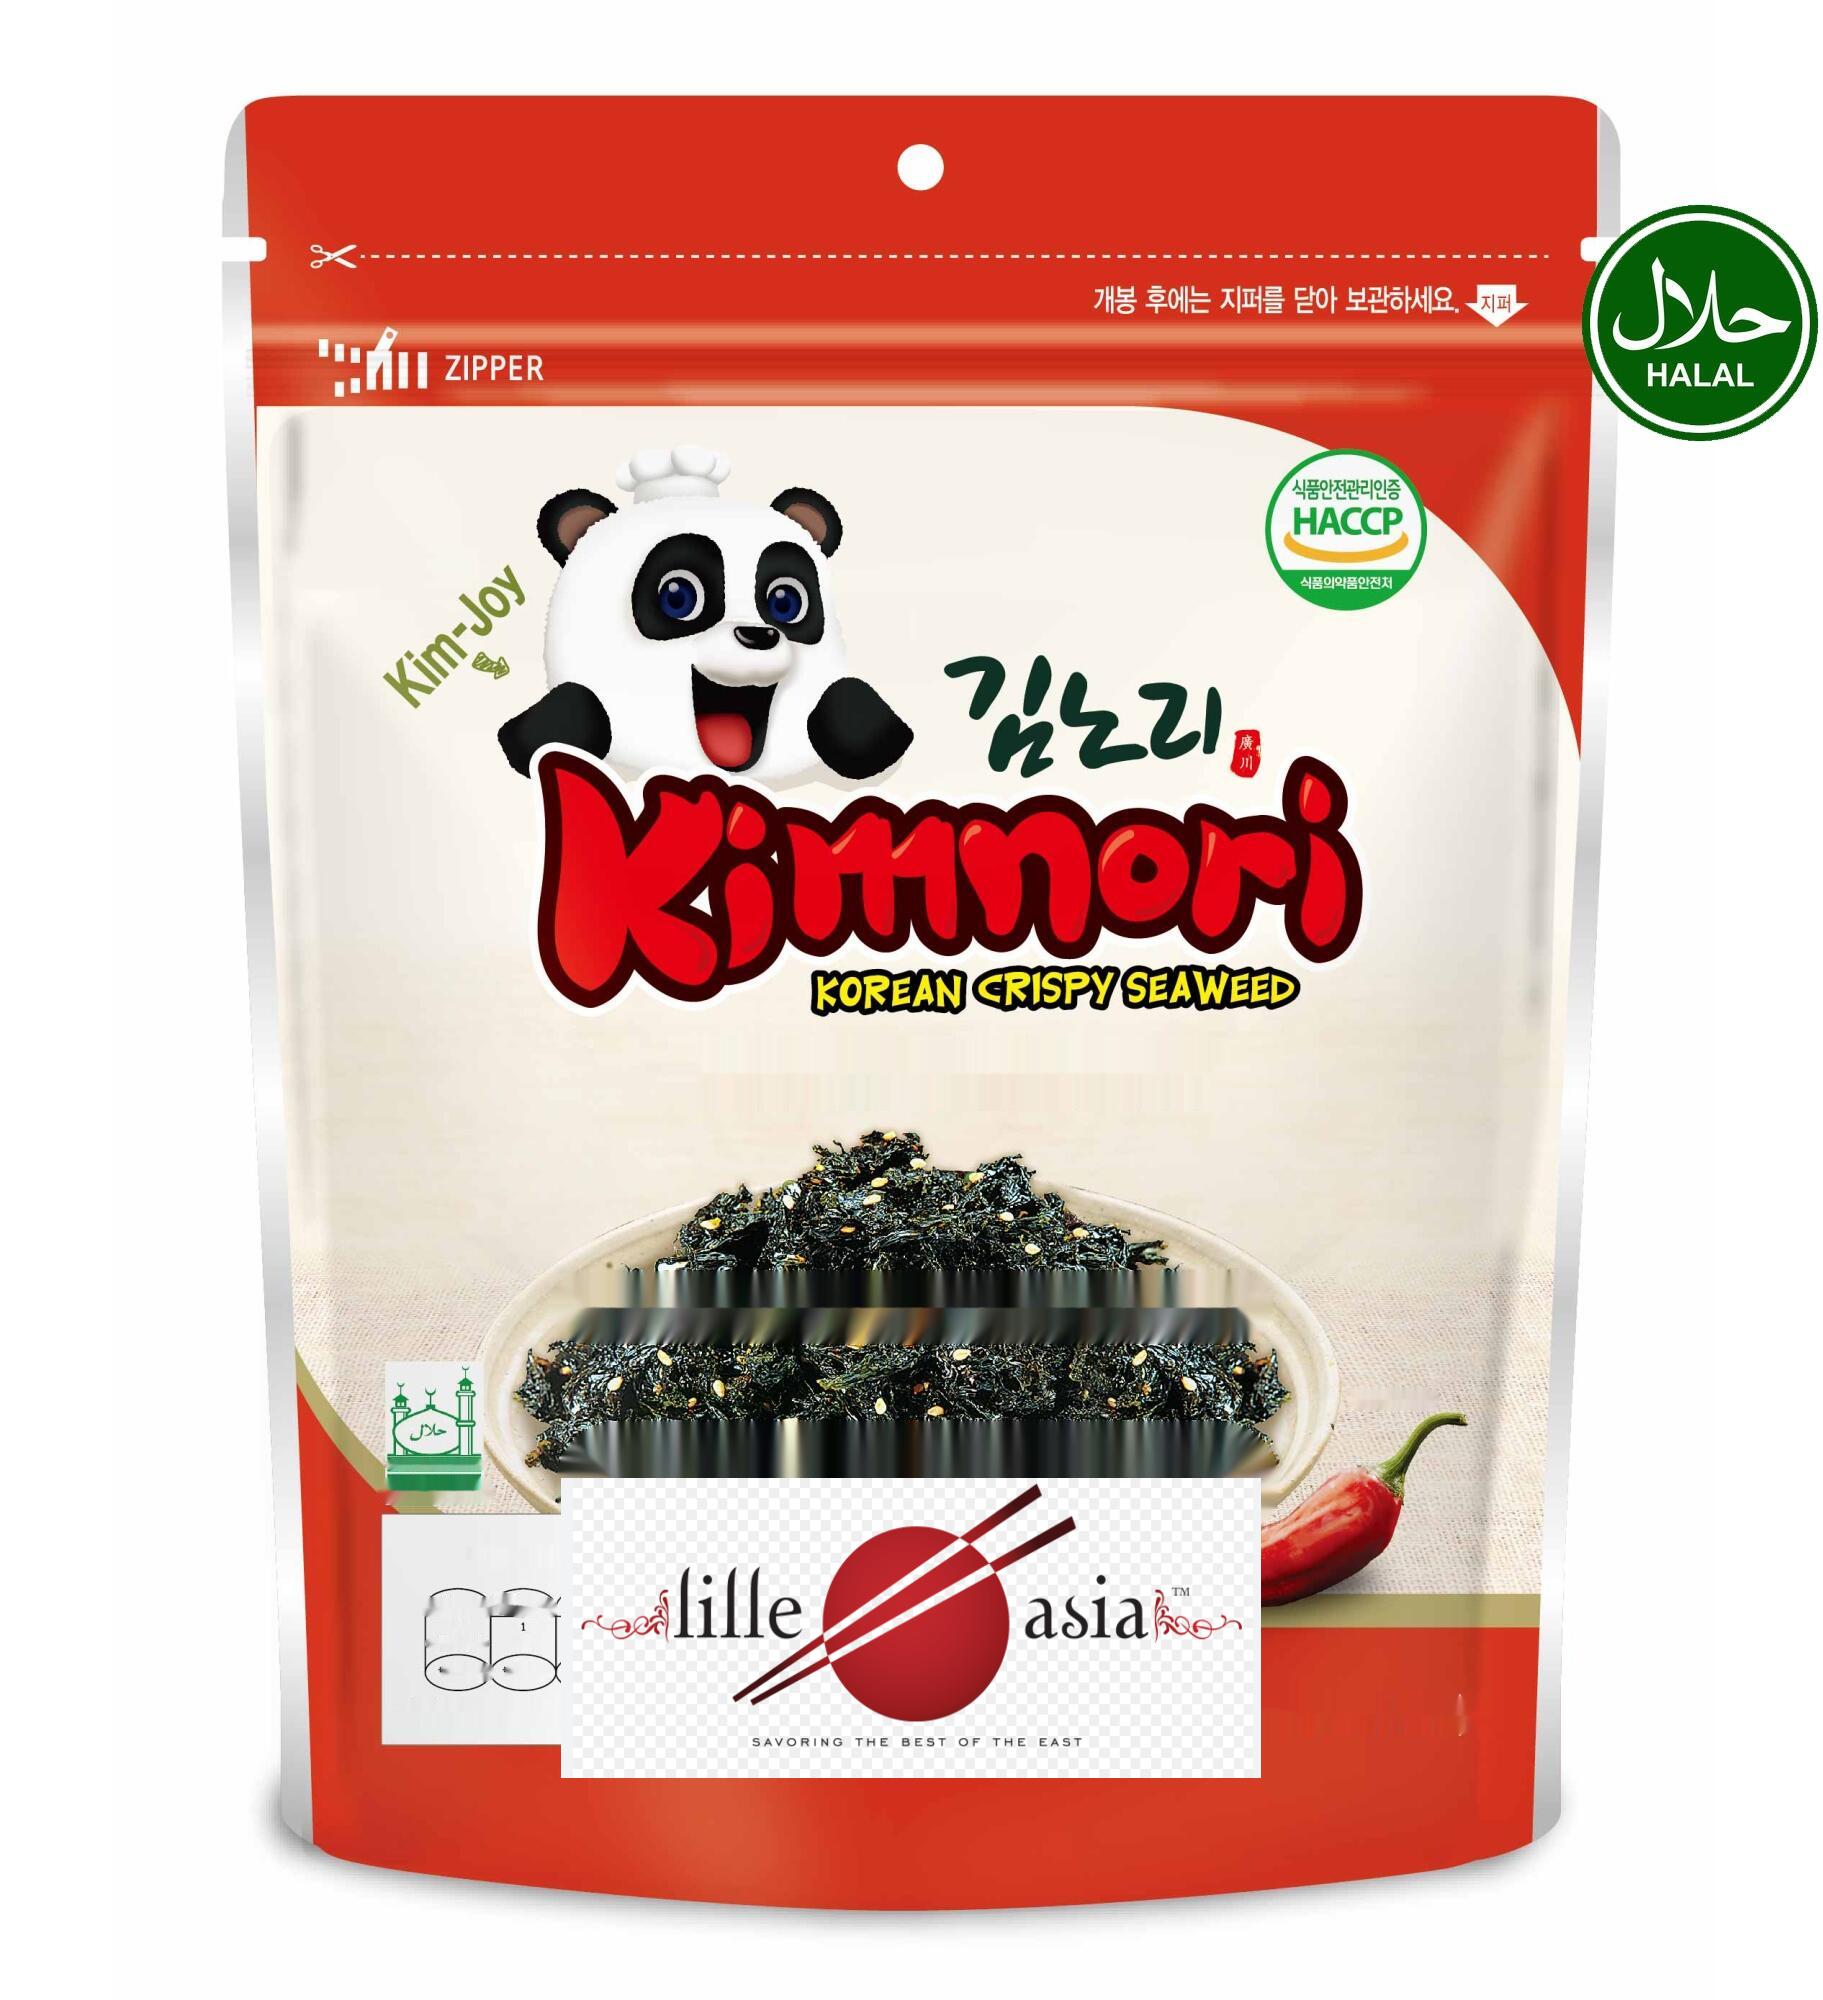 개봉 후에는 지퍼를 닫아 보관하세요.
지퍼
ZIPPER
حلال
HALAL
식품안전관리인증
HACCP
식품의약품안전처
Kim-Joy
김노리
廣川
Kimnori
KOREAN CRISPY SEAWEED
حلال
1
lille asia™
SAVORING THE BEST OF THE EAST